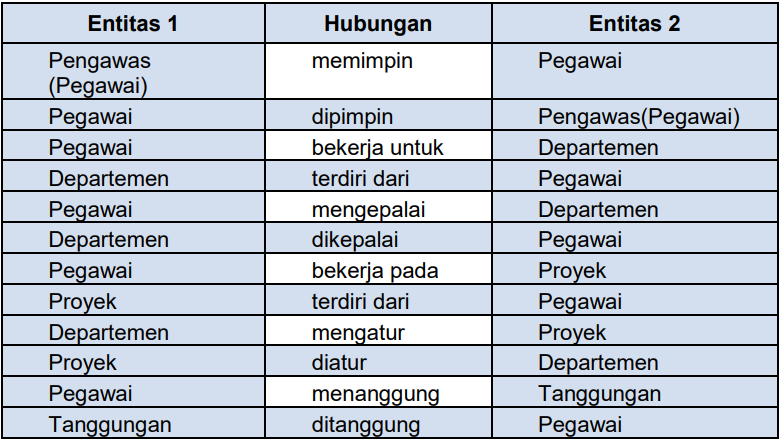 Entitas 1 Hubungan Entitas 2
Pengawas memimpin Pegawai
(Pegawai)
Pegawai dipimpin Pengawas(Pegawai)
Pegawai bekerja untuk Departemen
Departemen terdiri dari Pegawai
Pegawai mengepalai Departemen
Departemen dikepalai Pegawai
Pegawai bekerja pada Proyek
Proyek terdiri dari Pegawai
Departemen mengatur Proyek
Proyek diatur Departemen
Pegawai menanggung Tanggungan
Tanggungan ditanggung Pegawai